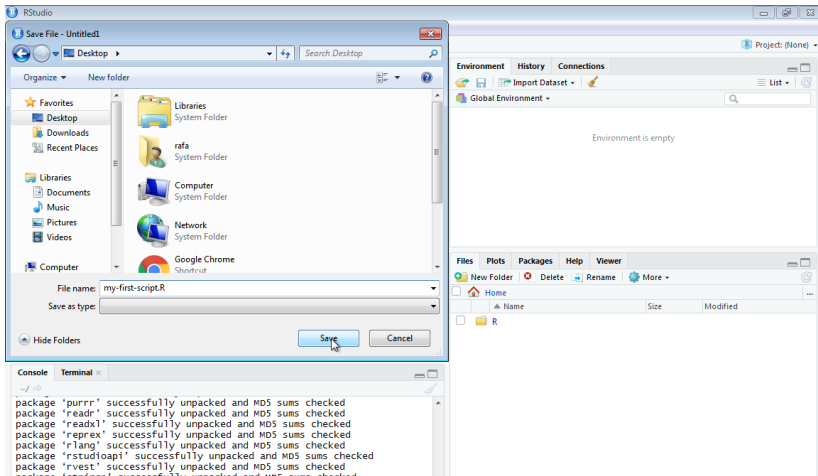 RStudio
Save File - Untitled1
Desktop
Search Desktop
Organize
New folder
Favorites
Desktop
Downloads
Recent Places
Libraries
Documents
Music
Pictures
Videos
Computer
Libraries
System Folder
rafa
System Folder
Computer
System Folder
Network
System Folder
Google Chrome
Shortcut
File name: my-first-script.R
Save as type:
Hide Folders
Save
Cancel
Project: (None)
Environment History Connections
Import Dataset
List
Global Environment
Environment is empty
Files Plots Packages Help Viewer
New Folder Delete Rename More
Home
...
Name Size Modified
R
Console Terminal
~/
package ‘purrr’ successfully unpacked and MD5 sums checked
package ‘readr’ successfully unpacked and MD5 sums checked
package ‘readxl’ successfully unpacked and MD5 sums checked
package ‘reprex’ successfully unpacked and MD5 sums checked
package ‘rlang’ successfully unpacked and MD5 sums checked
package ‘rstudioapi’ successfully unpacked and MD5 sums checked
package ‘rvest’ successfully unpacked and MD5 sums checked